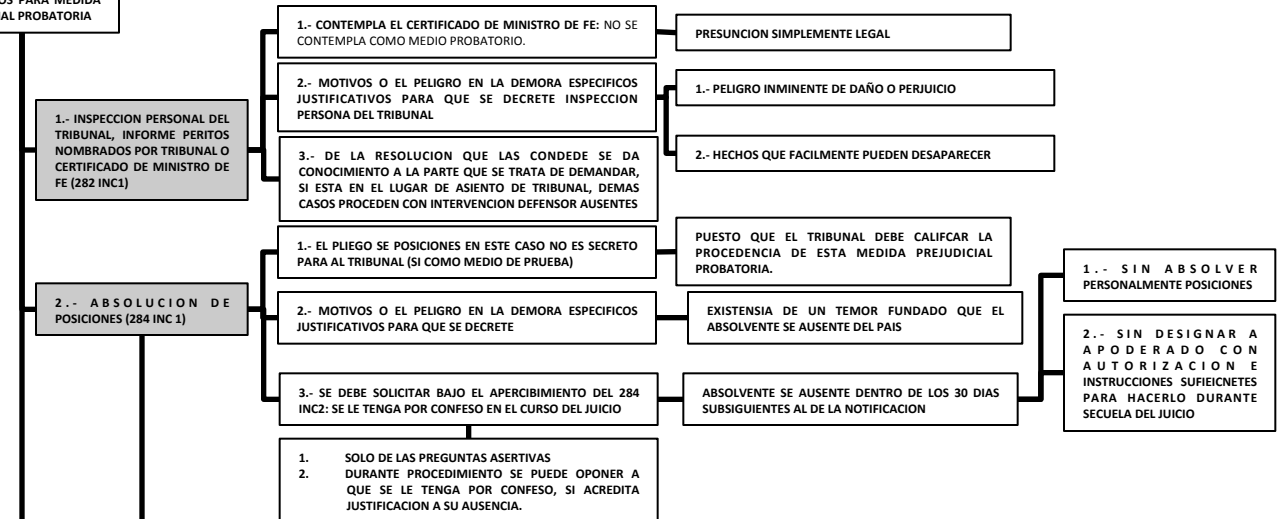 OS PARA MEDIDA
AL PROBATORIA
1.- INSPECCION PERSONAL DEL
TRIBUNAL, INFORME PERITOS
NOMBRADOS POR TRIBUNAL O
CERTIFICADO DE MINISTRO DE
FE (282 INC1)
1.- CONTEMPLA EL CERTIFICADO DE MINISTRO DE FE: NO SE
CONTEMPLA COMO MEDIO PROBATORIO.
PRESUNCION SIMPLEMENTE LEGAL
2.- MOTIVOS O EL PELIGRO EN LA DEMORA ESPECIFICOS
JUSTIFICATIVOS PARA QUE SE DECRETE INSPECCION
PERSONA DEL TRIBUNAL
1.- PELIGRO INMINENTE DE DAÑO O PERJUICIO
2.- HECHOS QUE FACILMENTE PUEDEN DESAPARECER
3.- DE LA RESOLUCION QUE LAS CONDEDE SE DA
CONOCIMIENTO A LA PARTE QUE SE TRATA DE DEMANDAR,
SI ESTA EN EL LUGAR DE ASIENTO DE TRIBUNAL, DEMAS
CASOS PROCEDEN CON INTERVENCION DEFENSOR AUSENTES
2.- ABSOLUCION DE
POSICIONES (284 INC 1)
1.- EL PLIEGO SE POSICIONES EN ESTE CASO NO ES SECRETO
PARA AL TRIBUNAL (SI COMO MEDIO DE PRUEBA)
PUESTO QUE EL TRIBUNAL DEBE CALIFCAR LA
PROCEDENCIA DE ESTA MEDIDA PREJUDICIAL
PROBATORIA.
2.- MOTIVOS O EL PELIGRO EN LA DEMORA ESPECIFICOS
JUSTIFICATIVOS PARA QUE SE DECRETE
EXISTENSIA DE UN TEMOR FUNDADO QUE EL
ABSOLVENTE SE AUSENTE DEL PAIS
3.- SE DEBE SOLICITAR BAJO EL APERCIBIMIENTO DEL 284
INC2: SE LE TENGA POR CONFESO EN EL CURSO DEL JUICIO
ABSOLVENTE SE AUSENTE DENTRO DE LOS 30 DIAS
SUBSIGUIENTES AL DE LA NOTIFICACION
1.- SIN ABSOLVER
PERSONALMENTE POSICIONES
2.- SIN DESIGNAR A
APODERADO CON
AUTORIZACION E
INSTRUCCIONES SUFIEICNETES
PARA HACERLO DURANTE
SECUELA DEL JUICIO
1. SOLO DE LAS PREGUNTAS ASERTIVAS
2. DURANTE PROCEDIMIENTO SE PUEDE OPONER A
QUE SE LE TENGA POR CONFESO, SI ACREDITA
JUSTIFICACION A SU AUSENCIA.